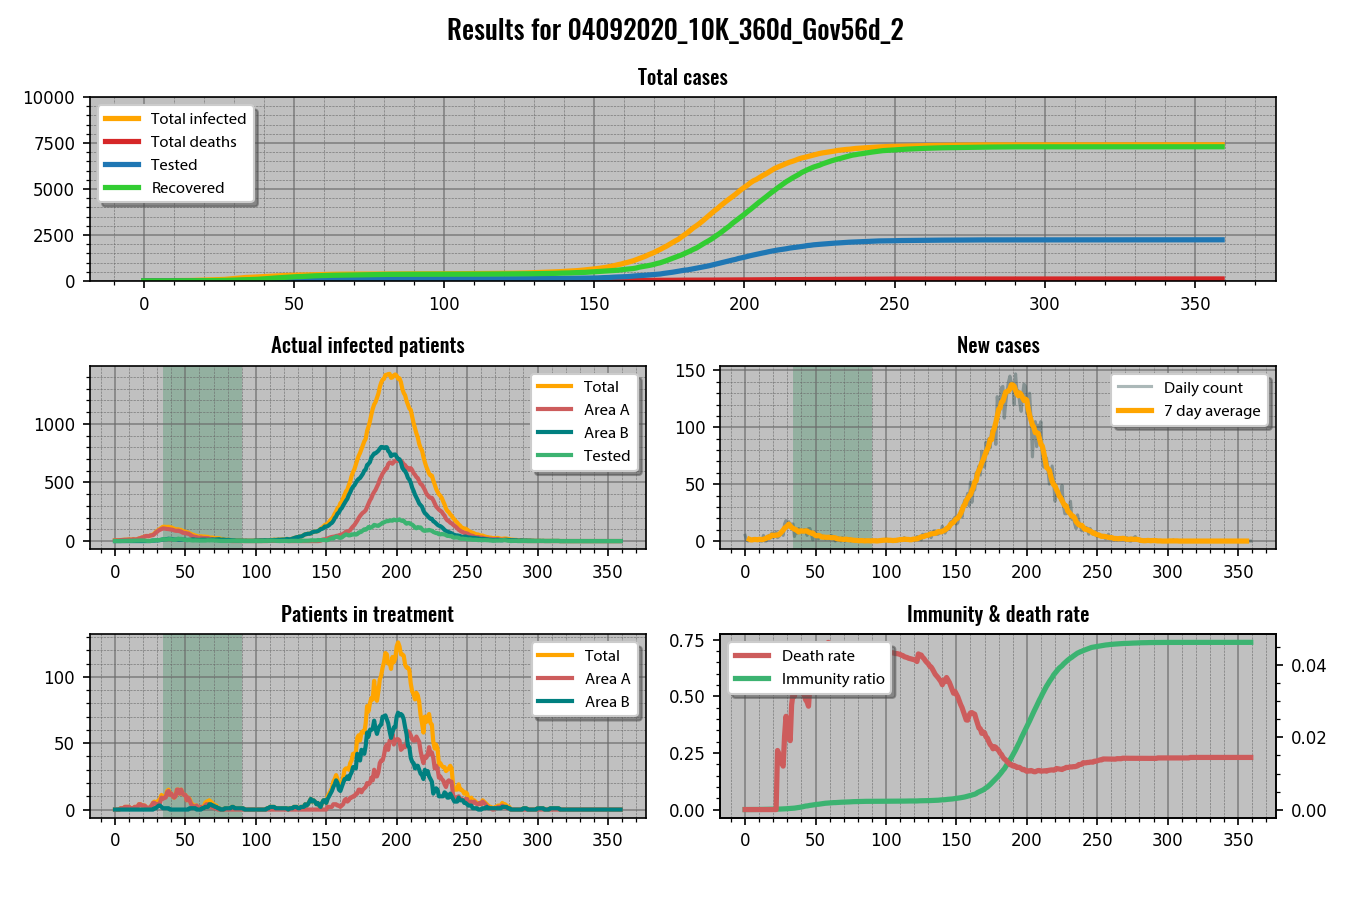 Results for 04092020_10K_360d_Gov56d_2
Total cases
10000
7500
5000
2500
0
Total infected
Total deaths
Tested
Recovered
0 50 100 150 200 250 300 350
Actual infected patients
1000
500
0
Total
Area A
Area B
Tested
0 50 100 150 200 250 300 350
New cases
150
100
50
0
Daily count
7 day average
0 50 100 150 200 250 300 350
Patients in treatment
100
50
0
Total
Area A
Area B
0 50 100 150 200 250 300 350
Immunity & death rate
0.75
0.50
0.25
0.00
Death rate
Immunity ratio
0.04
0.02
0.00
0 50 100 150 200 250 300 350